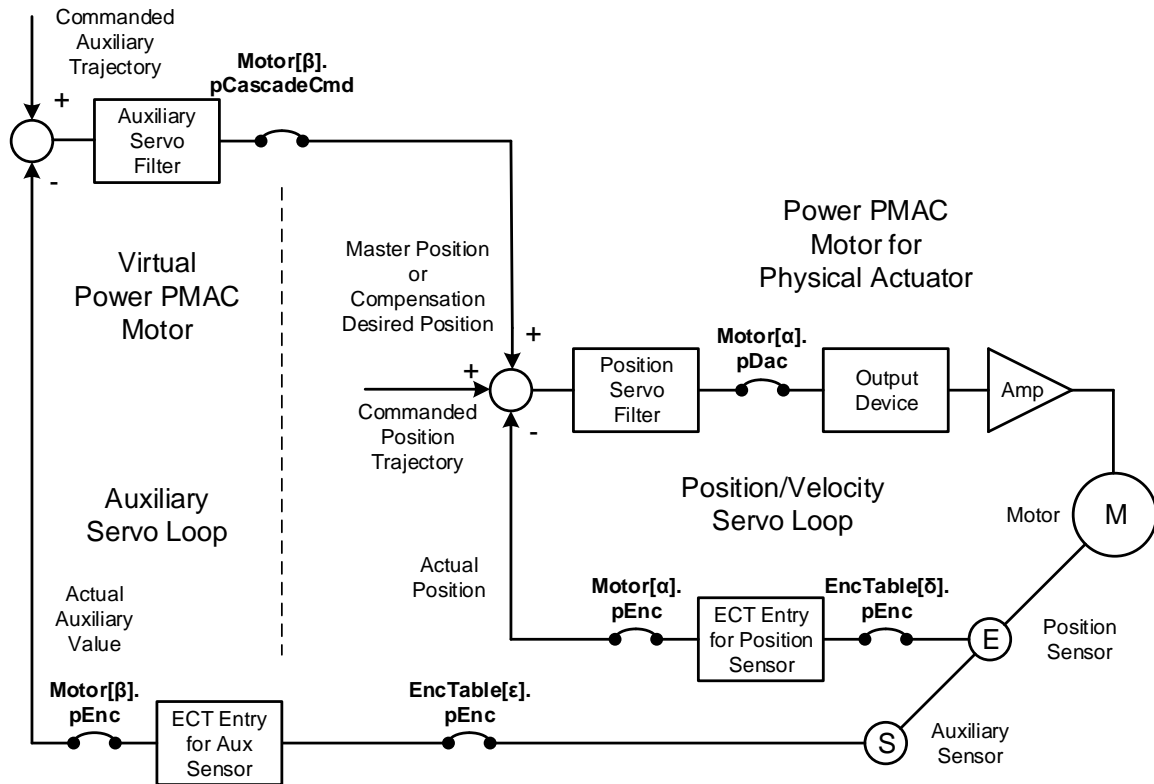 Commanded
Auxiliary
Trajectory
Motor[β].
pCascadeCmd
+
Auxiliary
Servo
Filter
-
Virtual
Power PMAC
Motor
Master Position
or
Compensation
Desired Position
Power PMAC
Motor for
Physical Actuator
+
+
Commanded
Position
Trajectory
-
Position
Servo
Filter
Motor[α].
pDac
Output
Device
Amp
Auxiliary
Servo Loop
Position/Velocity
Servo Loop
Motor
M
Actual
Position
Motor[α].
pEnc
ECT Entry
for Position
Sensor
EncTable[δ].
pEnc
E
Position
Sensor
Actual
Auxiliary
Value
Motor[β].
pEnc
ECT Entry
for Aux
Sensor
EncTable[ε].
pEnc
S
Auxiliary
Sensor